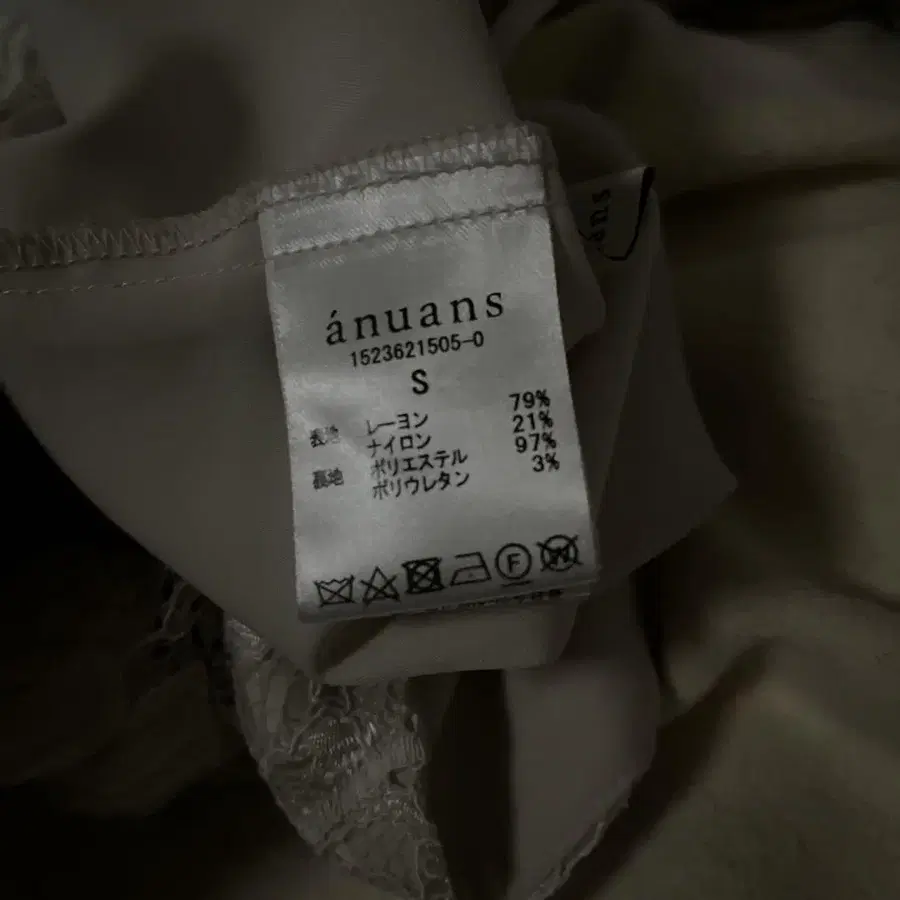 ánuans
1523621505-0
S
表地 レーヨン 79%
ナイロン 21%
裏地 ポリエステル 97%
ポリウレタン 3%
F
W